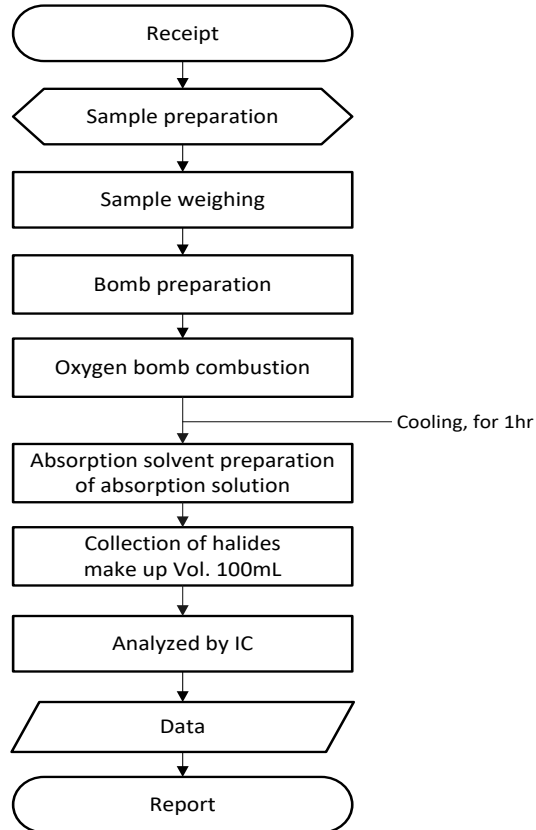 Receipt
Sample preparation
Sample weighing
Bomb preparation
Oxygen bomb combustion
Cooling, for 1hr
Absorption solvent preparation
of absorption solution
Collection of halides
make up Vol. 100mL
Analyzed by IC
Data
Report